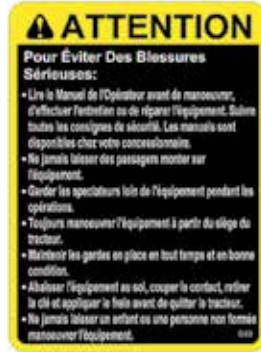 ATTENTION
Pour Éviter Des Blessures
Sérieuses:
• Lire le Manuel de l'Opérateur avant de manoeuvrer,
d'effectuer l'entretien ou de réparer l'équipement. Suivre
toutes les consignes de sécurité. Les manuels sont
disponibles chez votre concessionnaire.
• Ne jamais laisser des passagers monter sur
l'équipement.
• Garder les spectateurs loin de l'équipement pendant les
opérations.
• Toujours manoeuvrer l'équipement à partir du siège du
tracteur.
• Maintenir les gardes en place en tout temps et en bonne
condition.
• Abaisser l'équipement au sol, couper le contact, retirer
la clé et appliquer le frein avant de quitter le tracteur.
• Ne jamais laisser un enfant ou une personne non formée
manoeuvrer l'équipement.